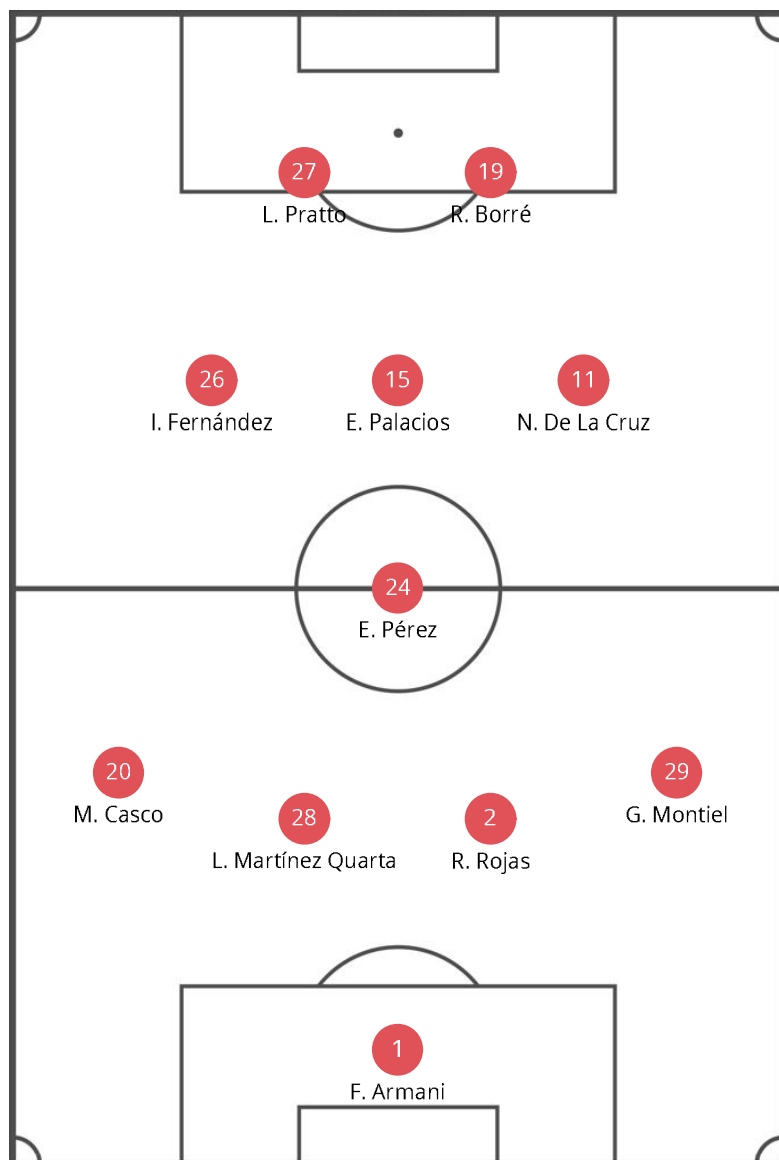 27 19
L. Pratto R. Borré
26 15 11
I. Fernández E. Palacios N. De La Cruz
24
E. Pérez
20 29
M. Casco G. Montiel
28 2
L. Martínez Quarta R. Rojas
1
F. Armani